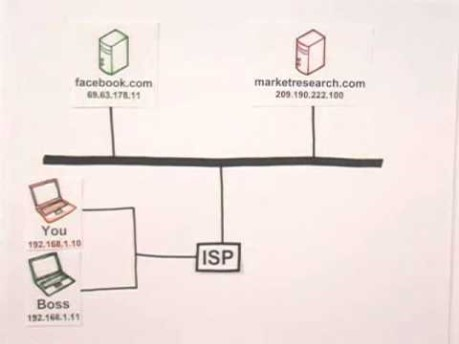 facebook.com
69.63.178.11
marketresearch.com
209.190.222.100
You
192.168.1.10
ISP
Boss
192.168.1.11